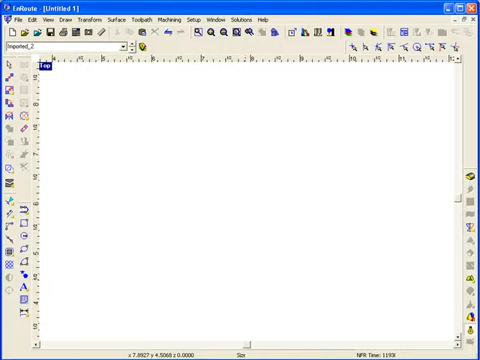 EnRoute - [Untitled 1]
File Edit View Draw Transform Surface Toolpath Machining Setup Window Solutions Help
Imported_2
Top
x 7.8927 y 4.5068 z 0.0000 Size NFR Time: 1193l